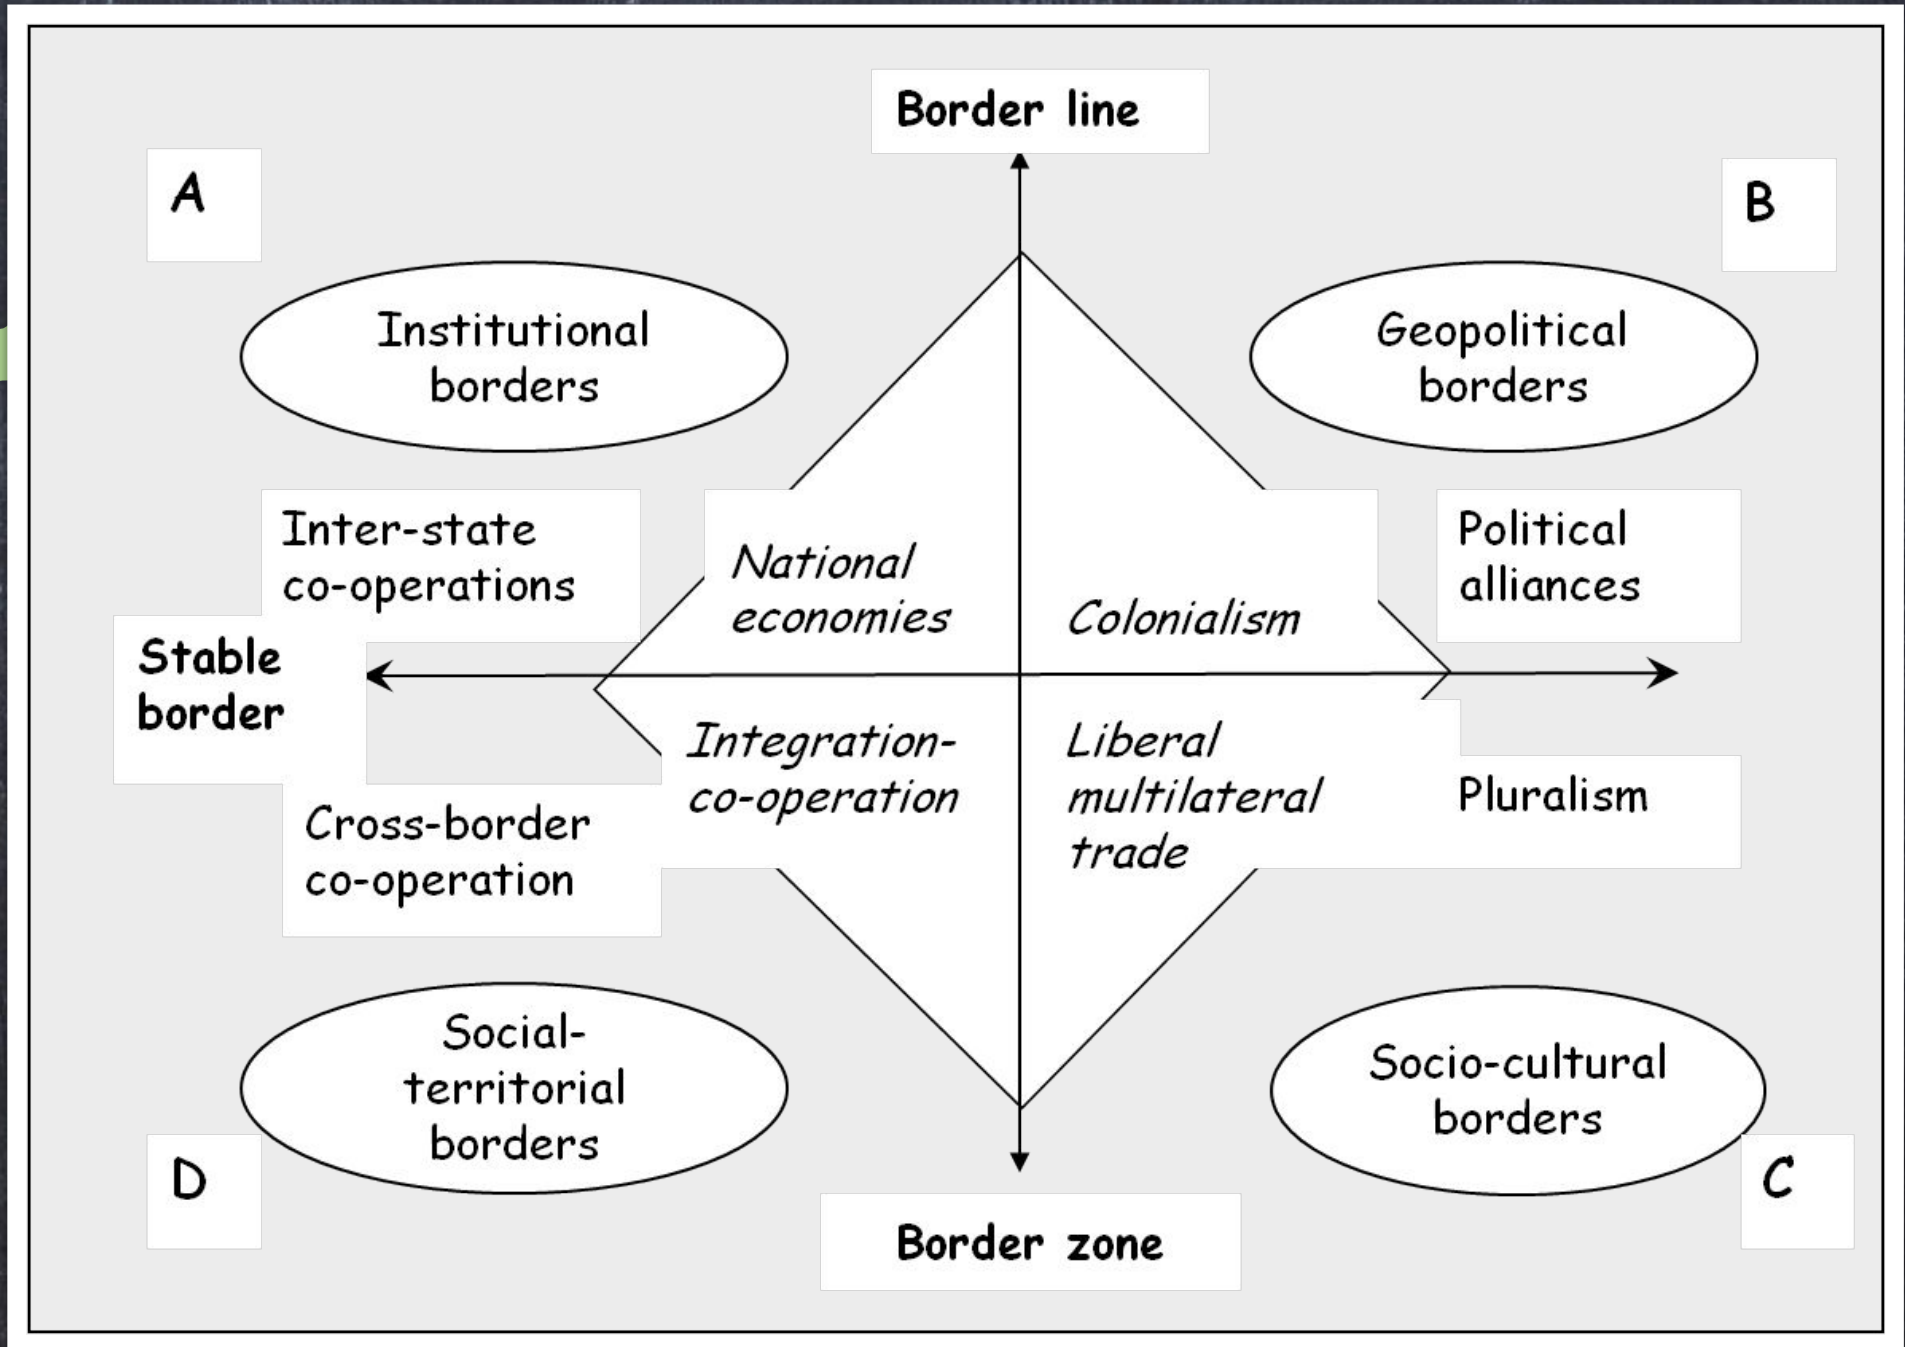 Border line
A
B
Institutional
borders
Geopolitical
borders
Inter-state
co-operations
National
economies
Colonialism
Political
alliances
Stable
border
Integration-
co-operation
Liberal
multilateral
trade
Pluralism
Cross-border
co-operation
Social-
territorial
borders
Socio-cultural
borders
D
C
Border zone